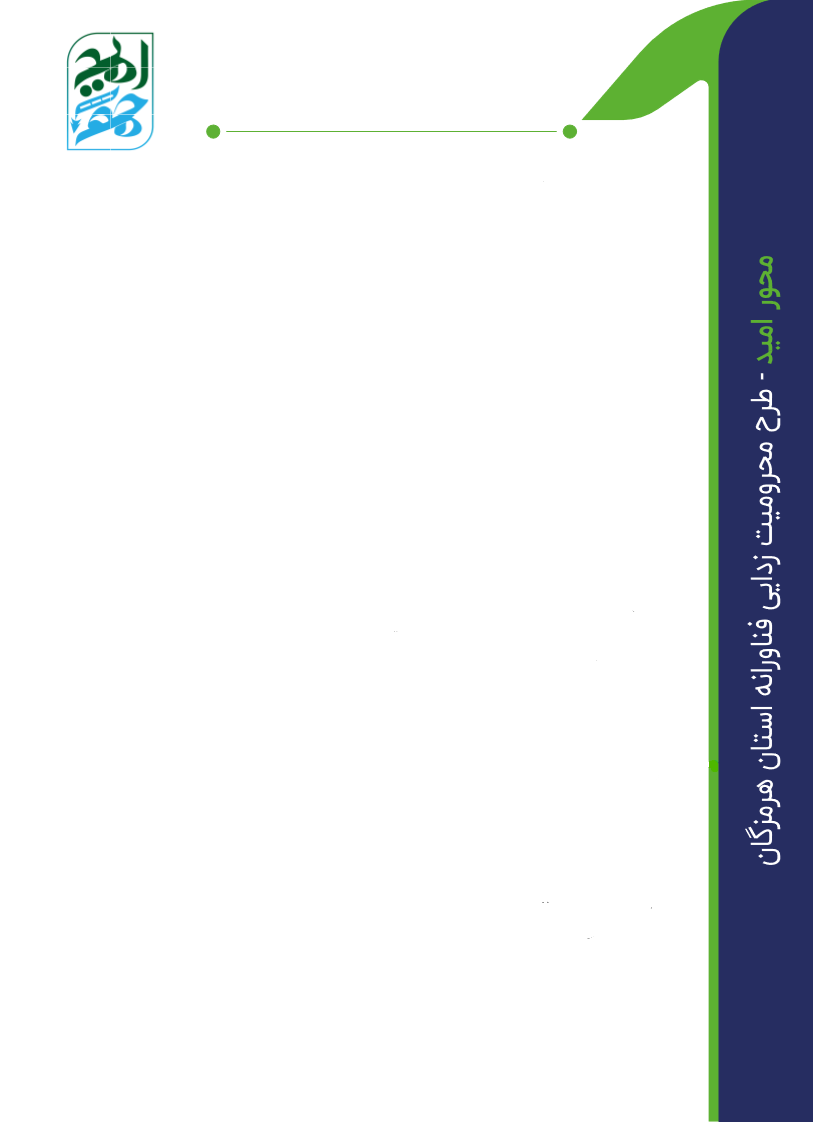 محور امید - طرح محرومیت زدایی فناورانه استان هرمزگان